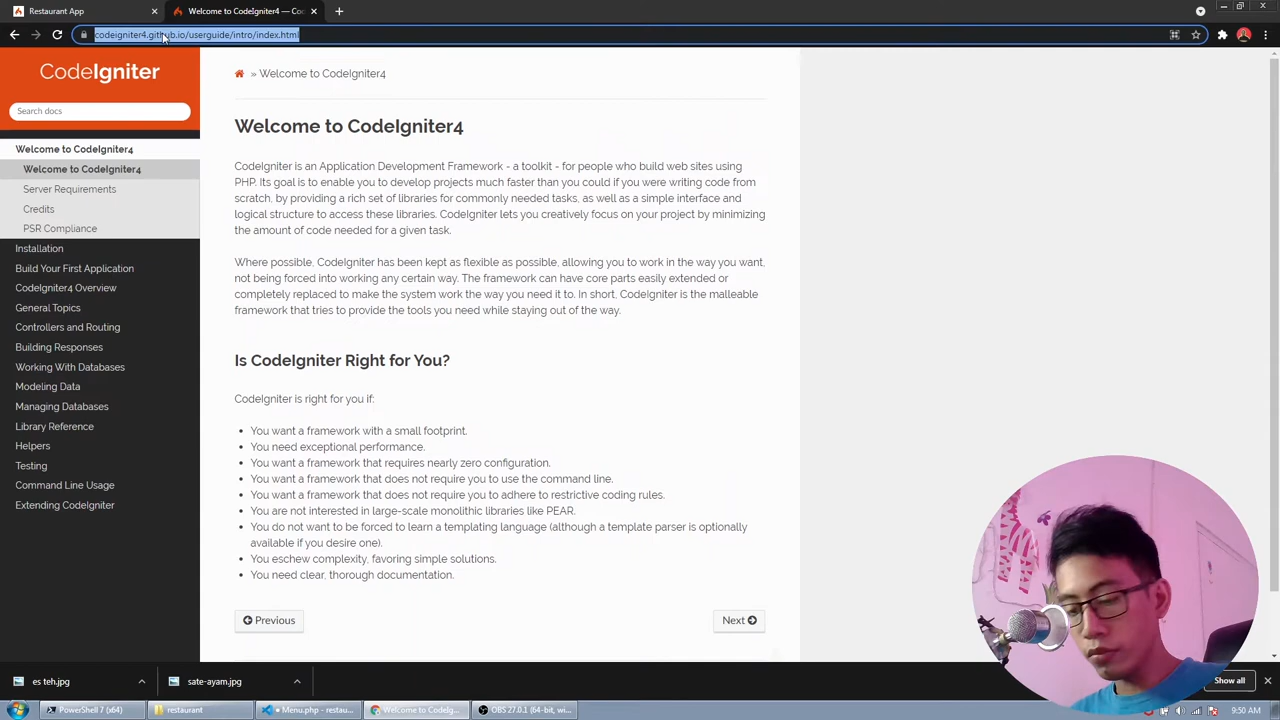 Restaurant App
Welcome to CodeIgniter4 — Co
codeigniter4.github.io/userguide/intro/index.html
CodeIgniter
Search docs
Welcome to CodeIgniter4
Welcome to CodeIgniter4
Server Requirements
Credits
PSR Compliance
Installation
Build Your First Application
CodeIgniter4 Overview
General Topics
Controllers and Routing
Building Responses
Working With Databases
Modeling Data
Managing Databases
Library Reference
Helpers
Testing
Command Line Usage
Extending CodeIgniter
» Welcome to CodeIgniter4
Welcome to CodeIgniter4
CodeIgniter is an Application Development Framework - a toolkit - for people who build web sites using
PHP. Its goal is to enable you to develop projects much faster than you could if you were writing code from
scratch, by providing a rich set of libraries for commonly needed tasks, as well as a simple interface and
logical structure to access these libraries. CodeIgniter lets you creatively focus on your project by minimizing
the amount of code needed for a given task.
Where possible, CodeIgniter has been kept as flexible as possible, allowing you to work in the way you want,
not being forced into working any certain way. The framework can have core parts easily extended or
completely replaced to make the system work the way you need it to. In short, CodeIgniter is the malleable
framework that tries to provide the tools you need while staying out of the way.
Is CodeIgniter Right for You?
CodeIgniter is right for you if:
• You want a framework with a small footprint.
• You need exceptional performance.
• You want a framework that requires nearly zero configuration.
• You want a framework that does not require you to use the command line.
• You want a framework that does not require you to adhere to restrictive coding rules.
• You are not interested in large-scale monolithic libraries like PEAR.
• You do not want to be forced to learn a templating language (although a template parser is optionally
available if you desire one).
• You eschew complexity, favoring simple solutions.
• You need clear, thorough documentation.
Previous
Next
es teh.jpg
sate-ayam.jpg
Show all
PowerShell 7 (x64)
restaurant
● Menu.php - restau...
Welcome to CodeIg...
OBS 27.0.1 (64-bit, w...
9:50 AM